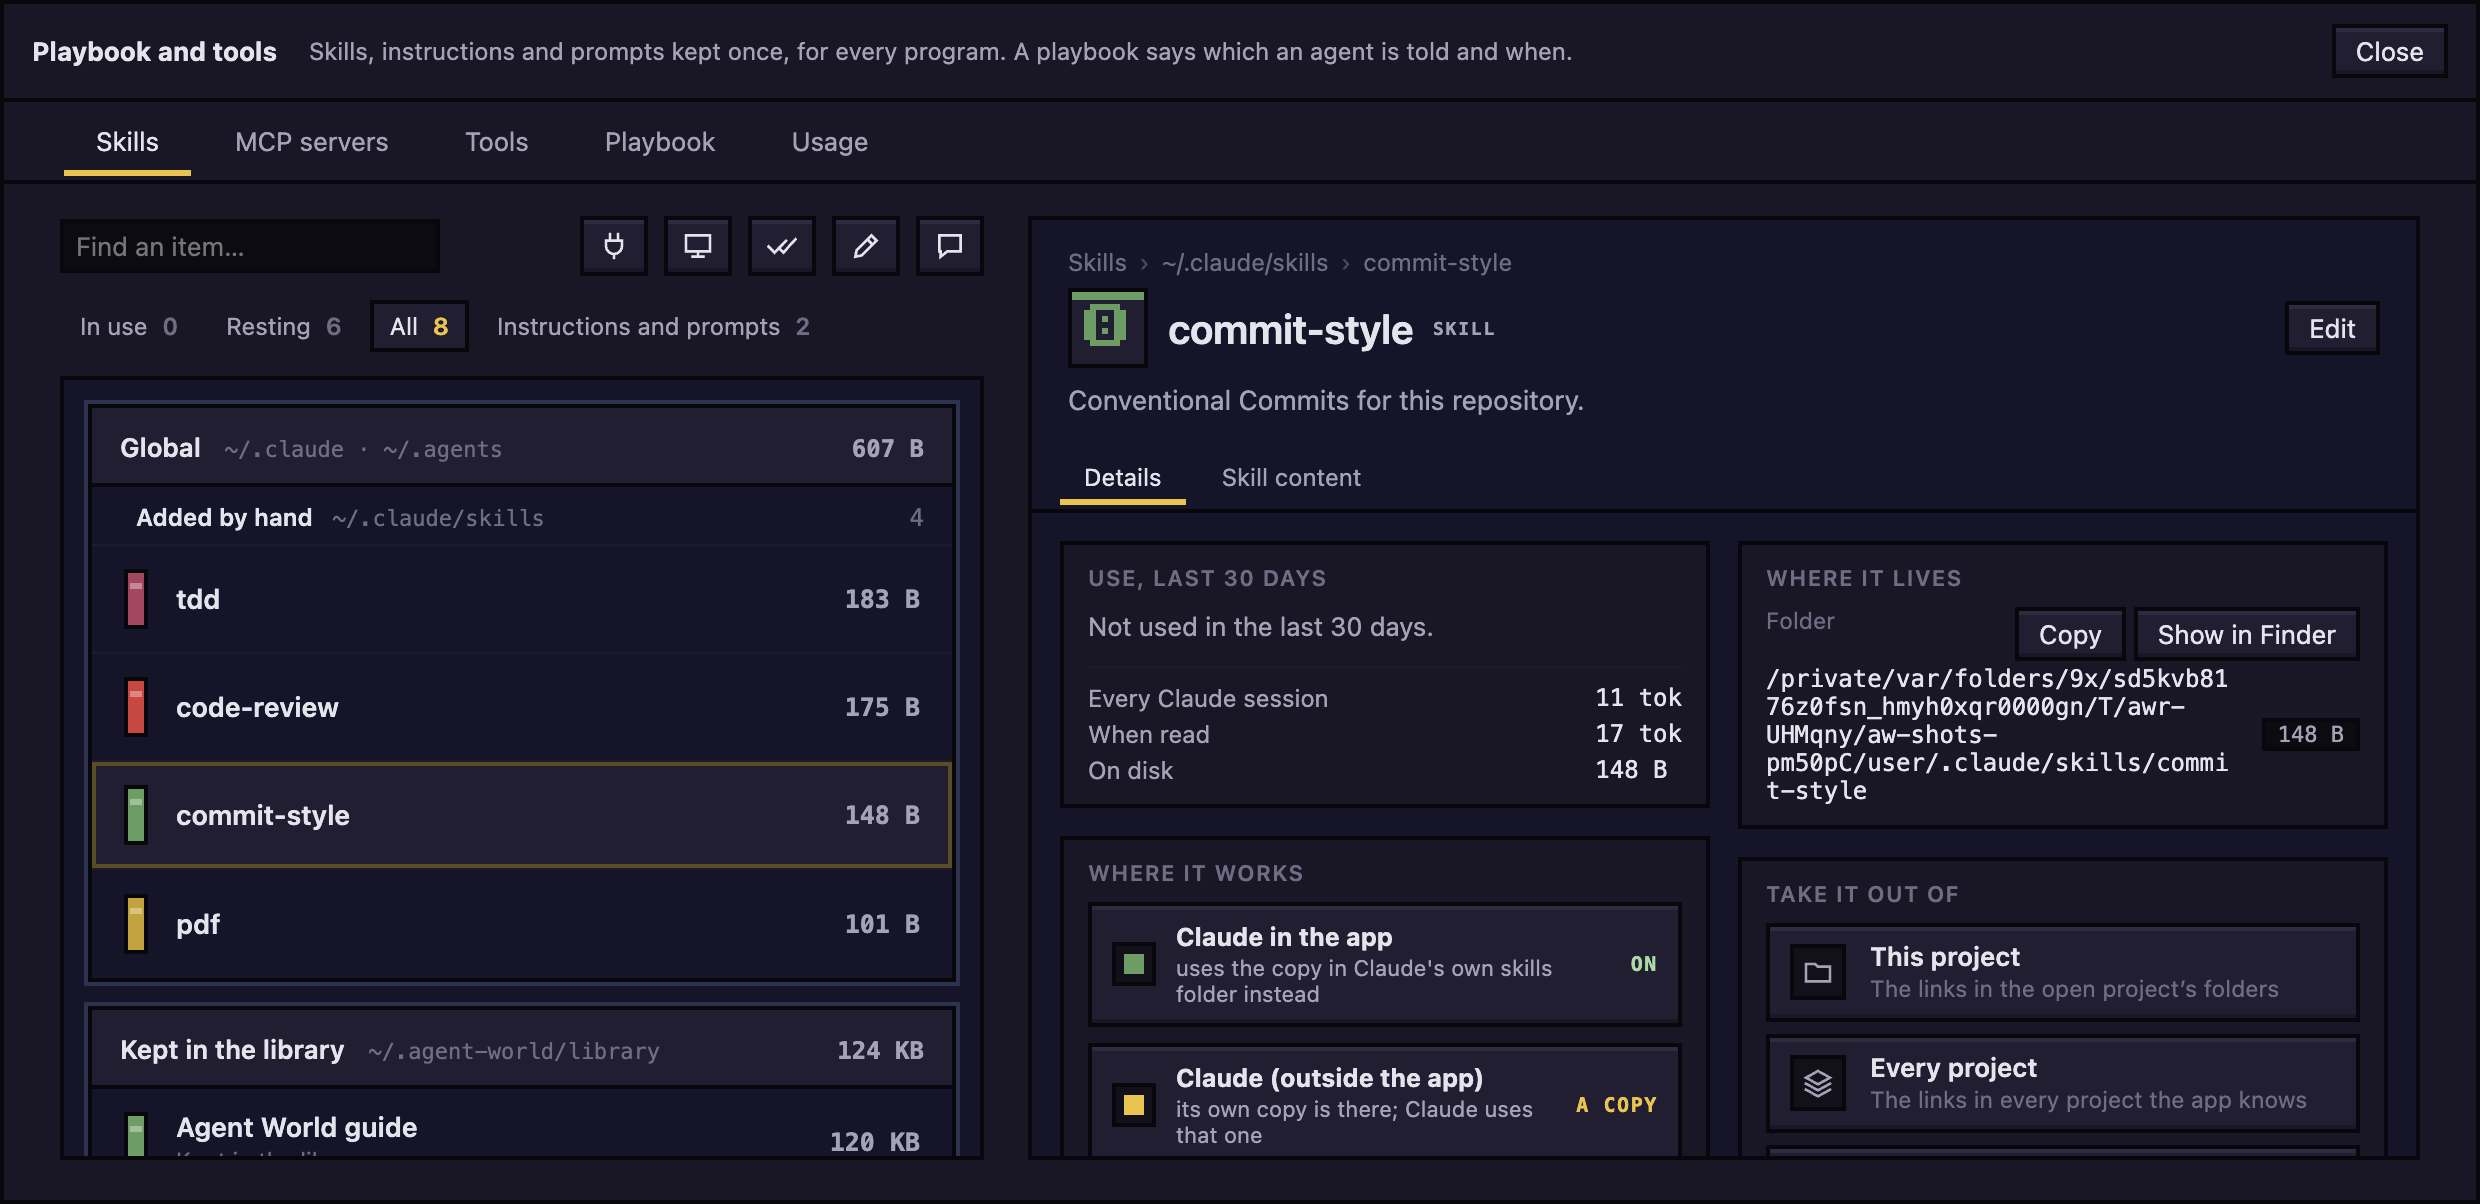 Playbook and tools Skills, instructions and prompts kept once, for every program. A playbook says which an agent is told and when. Close
Skills MCP servers Tools Playbook Usage
Find an item...
In use 0 Resting 6 All 8 Instructions and prompts 2
Global ~/.claude · ~/.agents 607 B
Added by hand ~/.claude/skills 4
tdd 183 B
code-review 175 B
commit-style 148 B
pdf 101 B
Kept in the library ~/.agent-world/library 124 KB
Agent World guide 120 KB
Skills › ~/.claude/skills › commit-style
commit-style SKILL Edit
Conventional Commits for this repository.
Details Skill content
USE, LAST 30 DAYS
Not used in the last 30 days.
Every Claude session 11 tok
When read 17 tok
On disk 148 B
WHERE IT WORKS
Claude in the app
uses the copy in Claude's own skills
folder instead
ON
Claude (outside the app)
its own copy is there; Claude uses
that one
A COPY
WHERE IT LIVES
Folder Copy Show in Finder
/private/var/folders/9x/sd5kvb81
76z0fsn_hmyh0xqr0000gn/T/awr-
UHMqny/aw-shots-
pm50pC/user/.claude/skills/commi
t-style
148 B
TAKE IT OUT OF
This project
The links in the open project’s folders
Every project
The links in every project the app knows